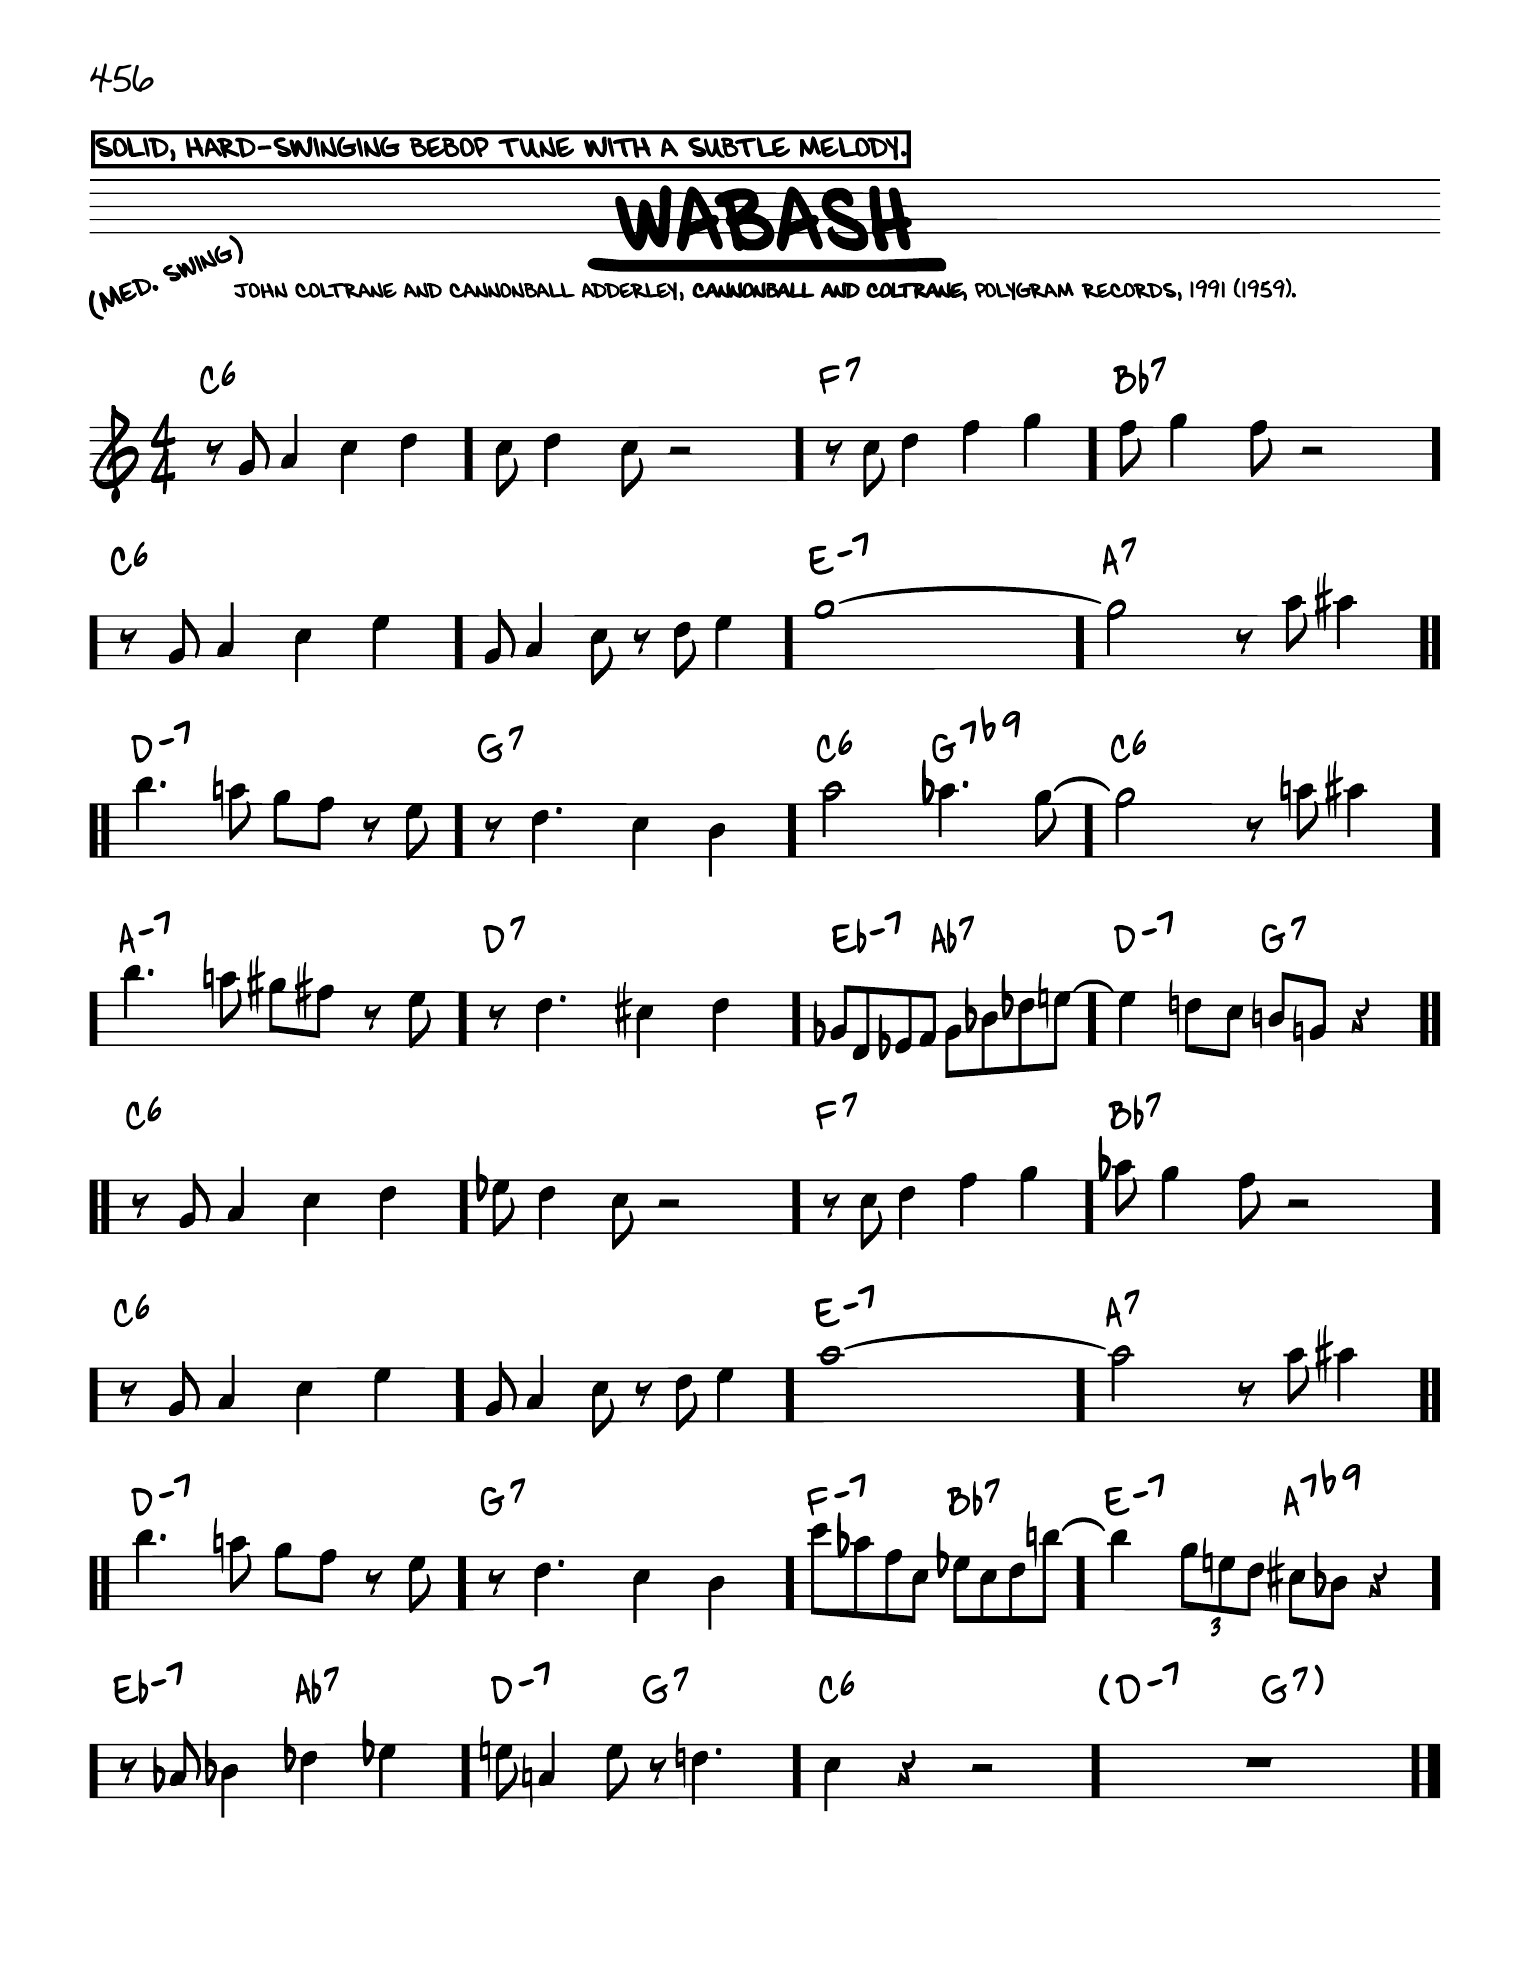 456
SOLID, HARD-SWINGING BEBOP TUNE WITH A SUBTLE MELODY.
WABASH
(MED. SWING)
JOHN COLTRANE AND CANNONBALL ADDERLEY, CANNONBALL AND COLTRANE, POLYGRAM RECORDS, 1991 (1959).
C6 F7 Bb7
4
4
C6 E-7 A7
D-7 G7 C6 G7b9 C6
A-7 D7 Eb-7 Ab7 D-7 G7
C6 F7 Bb7
C6 E-7 A7
D-7 G7 F-7 Bb7 E-7 A7b9
3
Eb-7 Ab7 D-7 G7 C6 (D-7 G7)